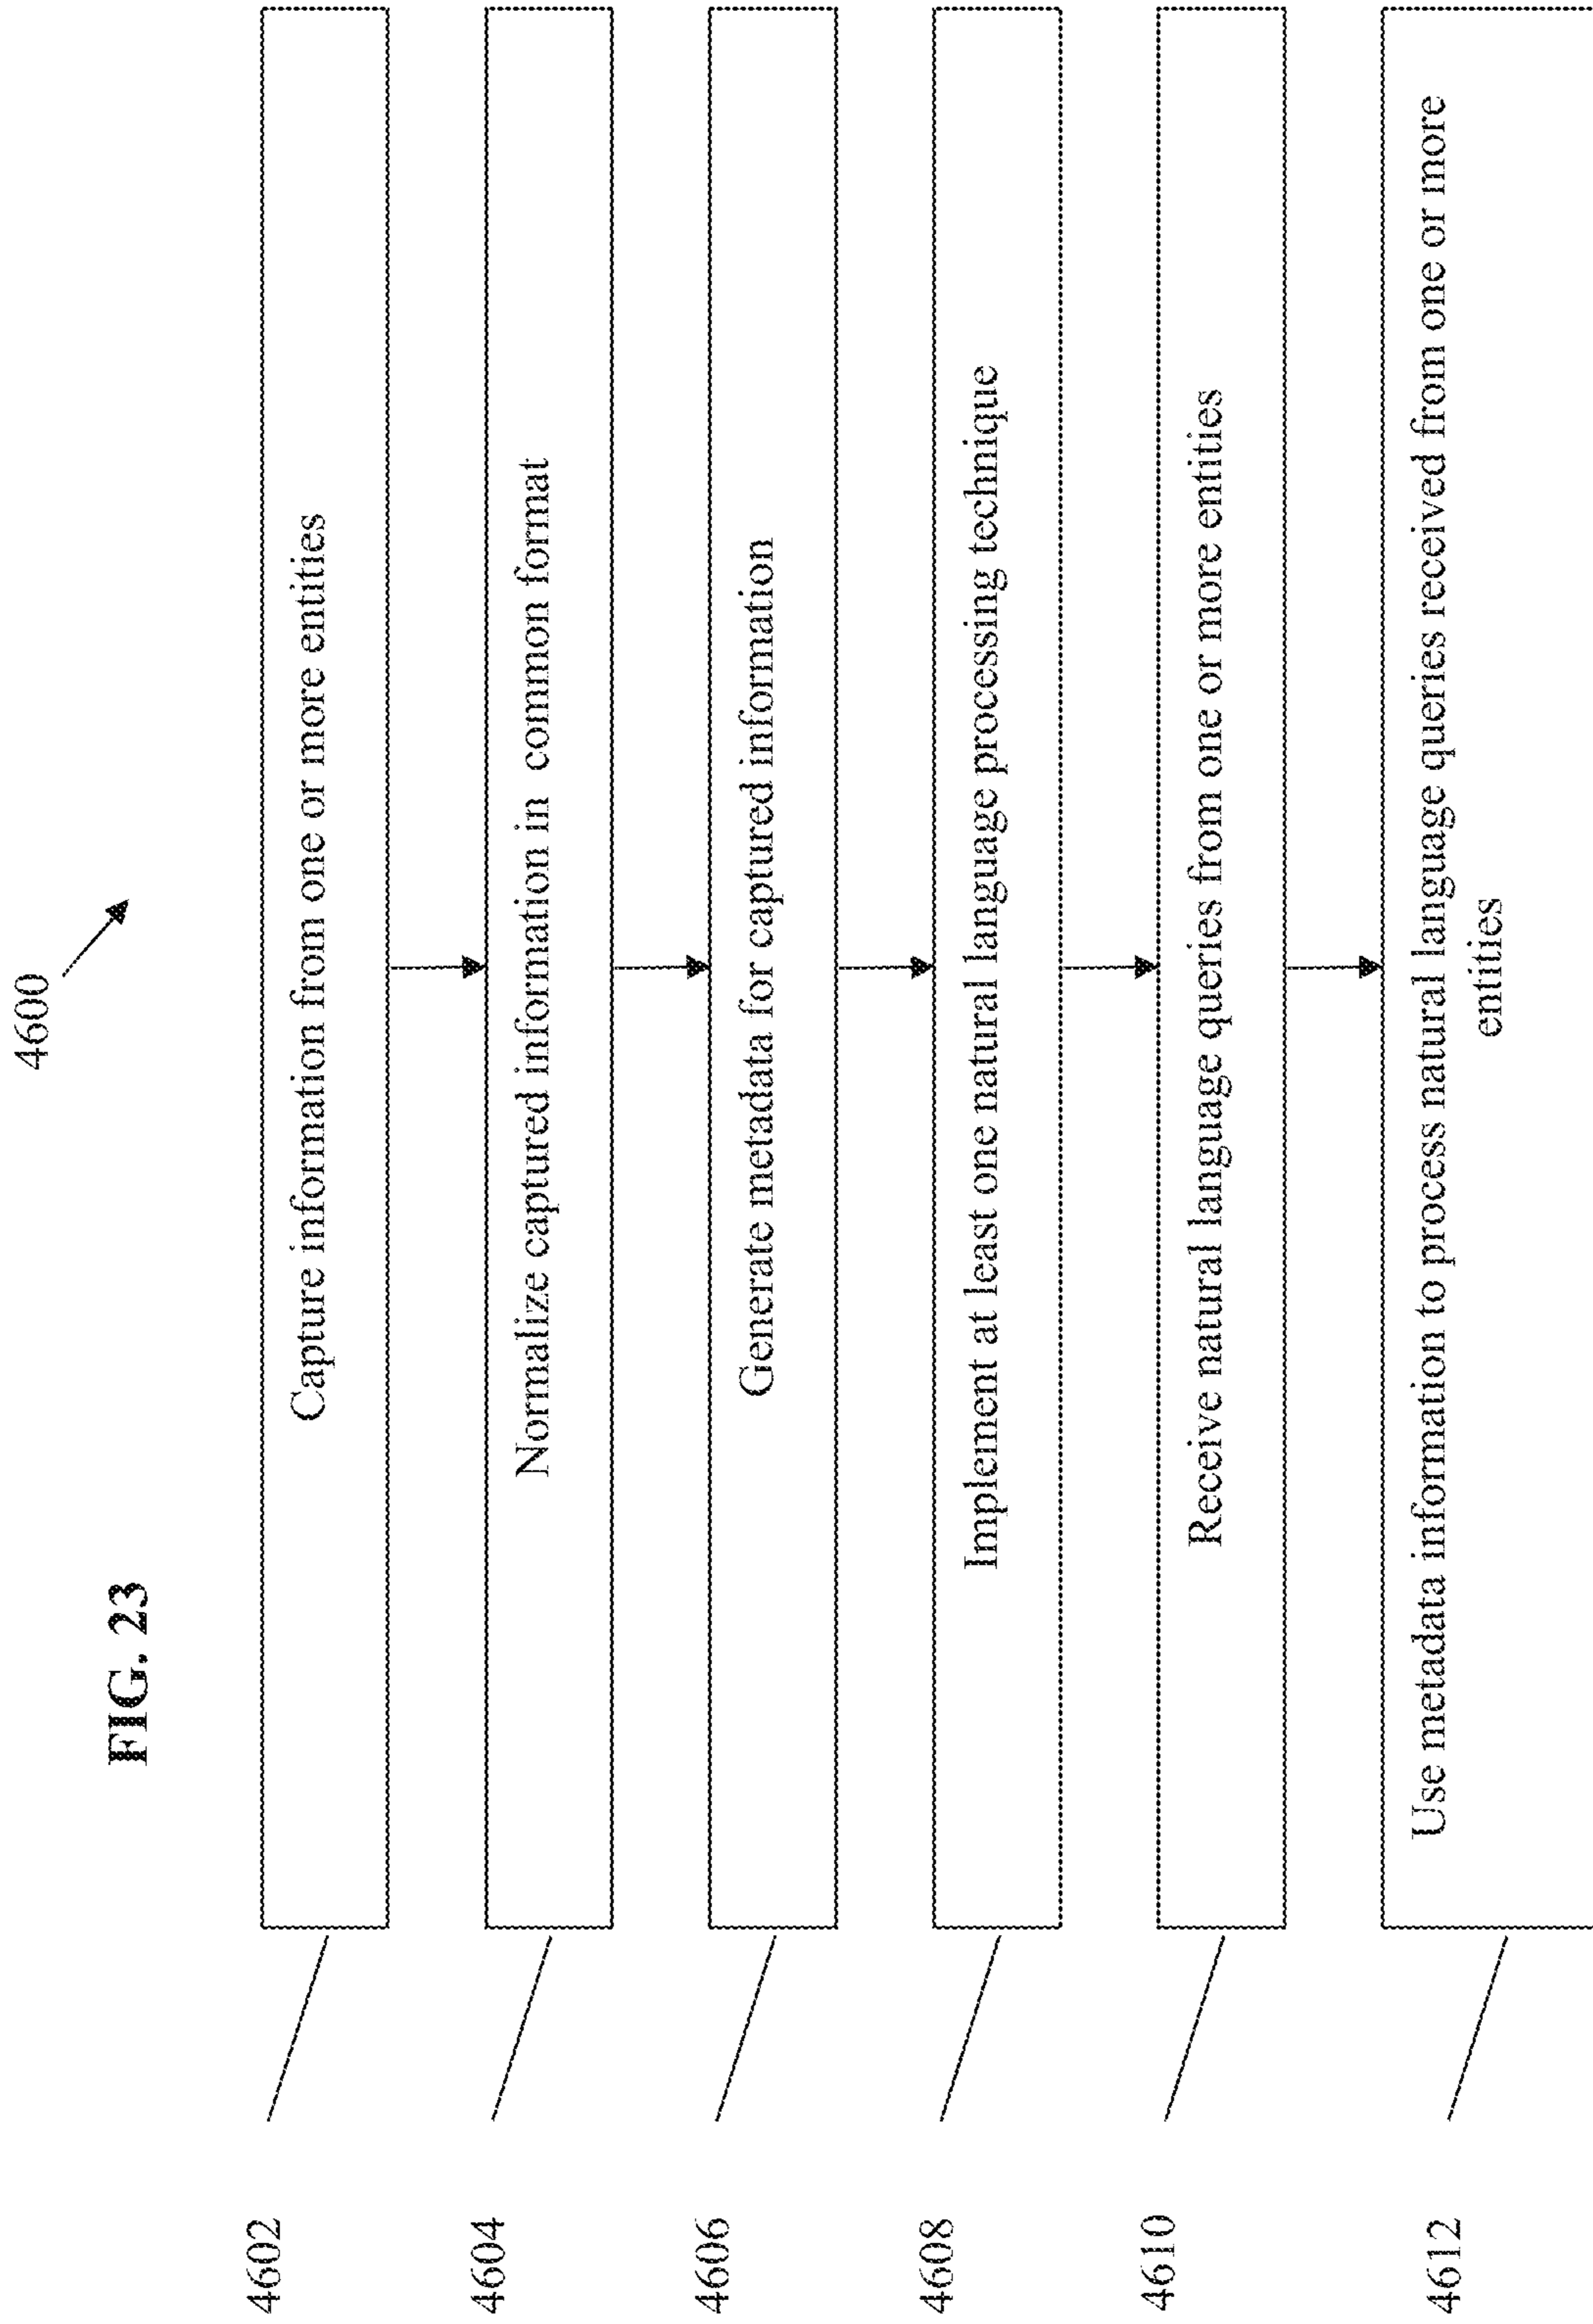 4600
FIG. 23
4602
Capture information from one or more entities
4604
Normalize captured information in common format
4606
Generate metadata for captured information
4608
Implement at least one natural language processing technique
4610
Receive natural language queries from one or more entities
4612
Use metadata information to process natural language queries received from one or more
entities